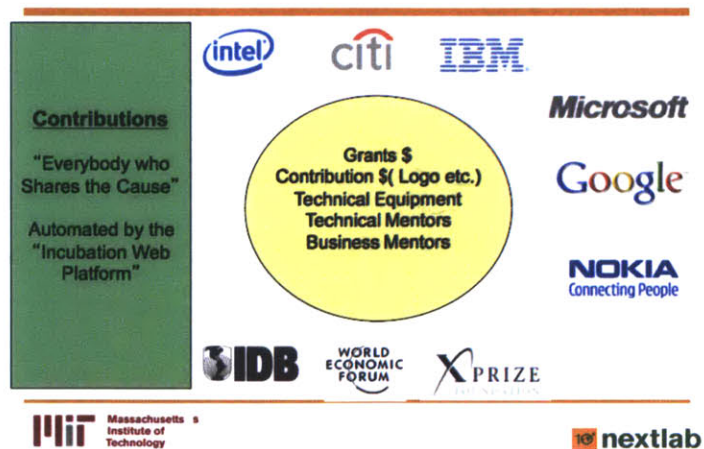 Contributions
"Everybody who
Shares the Cause"
Automated by the
"Incubation Web
Platform"
intel
citi
IBM
Grants $
Contribution $( Logo etc.)
Technical Equipment
Technical Mentors
Business Mentors
Microsoft
Google
NOKIA
Connecting People
IDB
WORLD
ECONOMIC
FORUM
XPRIZE
FOUNDATION
MIT
Massachusetts s
Institute of
Technology
nextlab